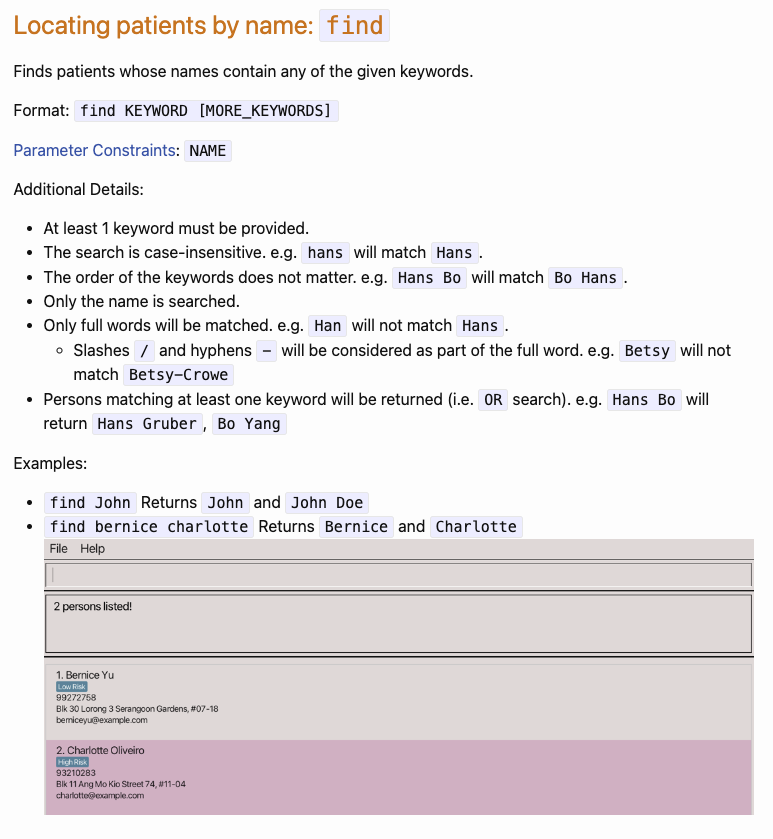 Locating patients by name: find
Finds patients whose names contain any of the given keywords.
Format: find KEYWORD [MORE_KEYWORDS]
Parameter Constraints: NAME
Additional Details:
• At least 1 keyword must be provided.
• The search is case-insensitive. e.g. hans will match Hans.
• The order of the keywords does not matter. e.g. Hans Bo will match Bo Hans.
• Only the name is searched.
• Only full words will be matched. e.g. Han will not match Hans.
◦ Slashes / and hyphens – will be considered as part of the full word. e.g. Betsy will not
match Betsy–Crowe
• Persons matching at least one keyword will be returned (i.e. OR search). e.g. Hans Bo will
return Hans Gruber, Bo Yang
Examples:
• find John Returns John and John Doe
• find bernice charlotte Returns Bernice and Charlotte
File Help
2 persons listed!
1. Bernice Yu
Low Risk
99272758
Blk 30 Lorong 3 Serangoon Gardens, #07-18
berniceyu@example.com
2. Charlotte Oliveiro
High Risk
93210283
Blk 11 Ang Mo Kio Street 74, #11-04
charlotte@example.com